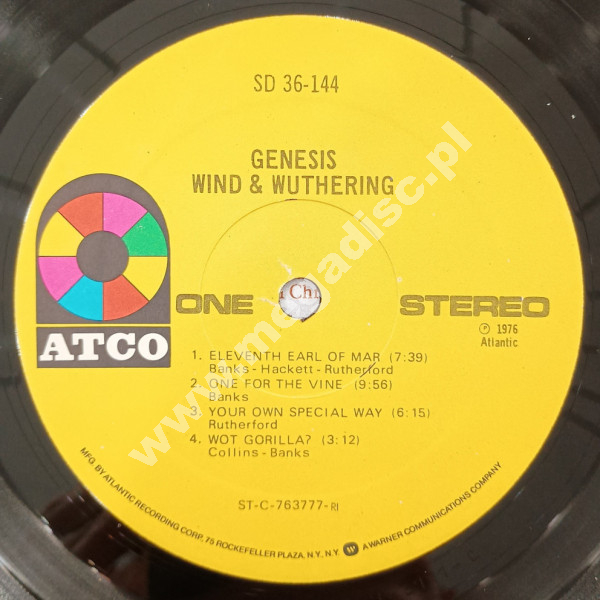 SD 36-144
GENESIS
WIND & WUTHERING
ATCO
ONE
STEREO
℗ 1976
Atlantic
1. ELEVENTH EARL OF MAR (7:39)
Banks - Hackett - Rutherford
2. ONE FOR THE VINE (9:56)
Banks
3. YOUR OWN SPECIAL WAY (6:15)
Rutherford
4. WOT GORILLA? (3:12)
Collins - Banks
ST-C-763777-RI
MFG. BY ATLANTIC RECORDING CORP., 75 ROCKEFELLER PLAZA, N.Y., N.Y. W A WARNER COMMUNICATIONS COMPANY
www.megadisc.pl